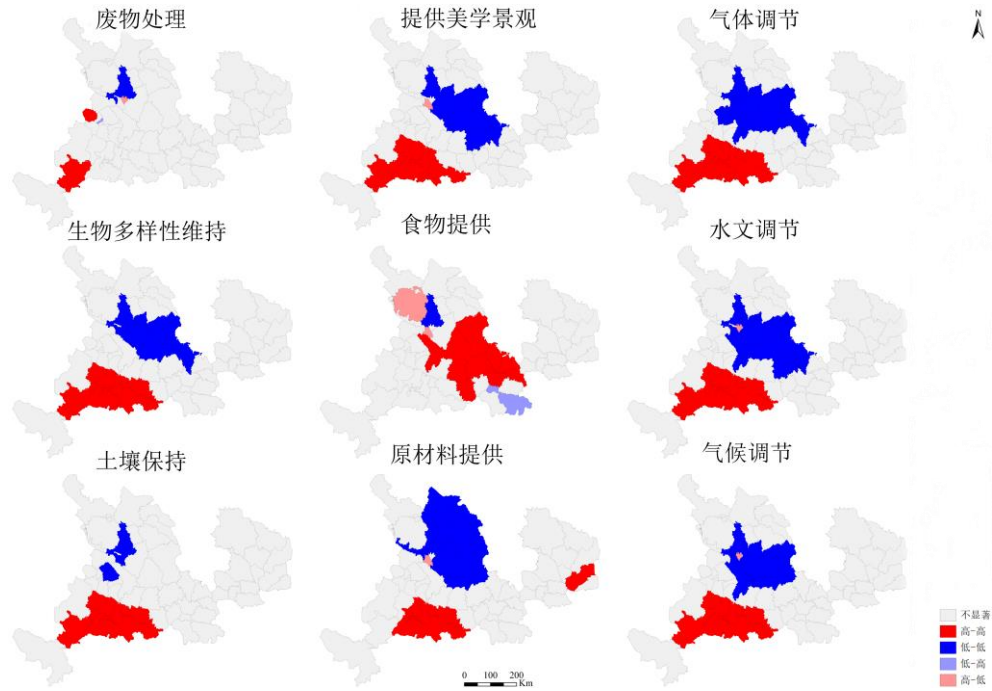 废物处理
提供美学景观
气体调节
N
生物多样性维持
食物提供
水文调节
土壤保持
原材料提供
气候调节
不显著
高-高
低-低
低-高
高-低
0 100 200
Km